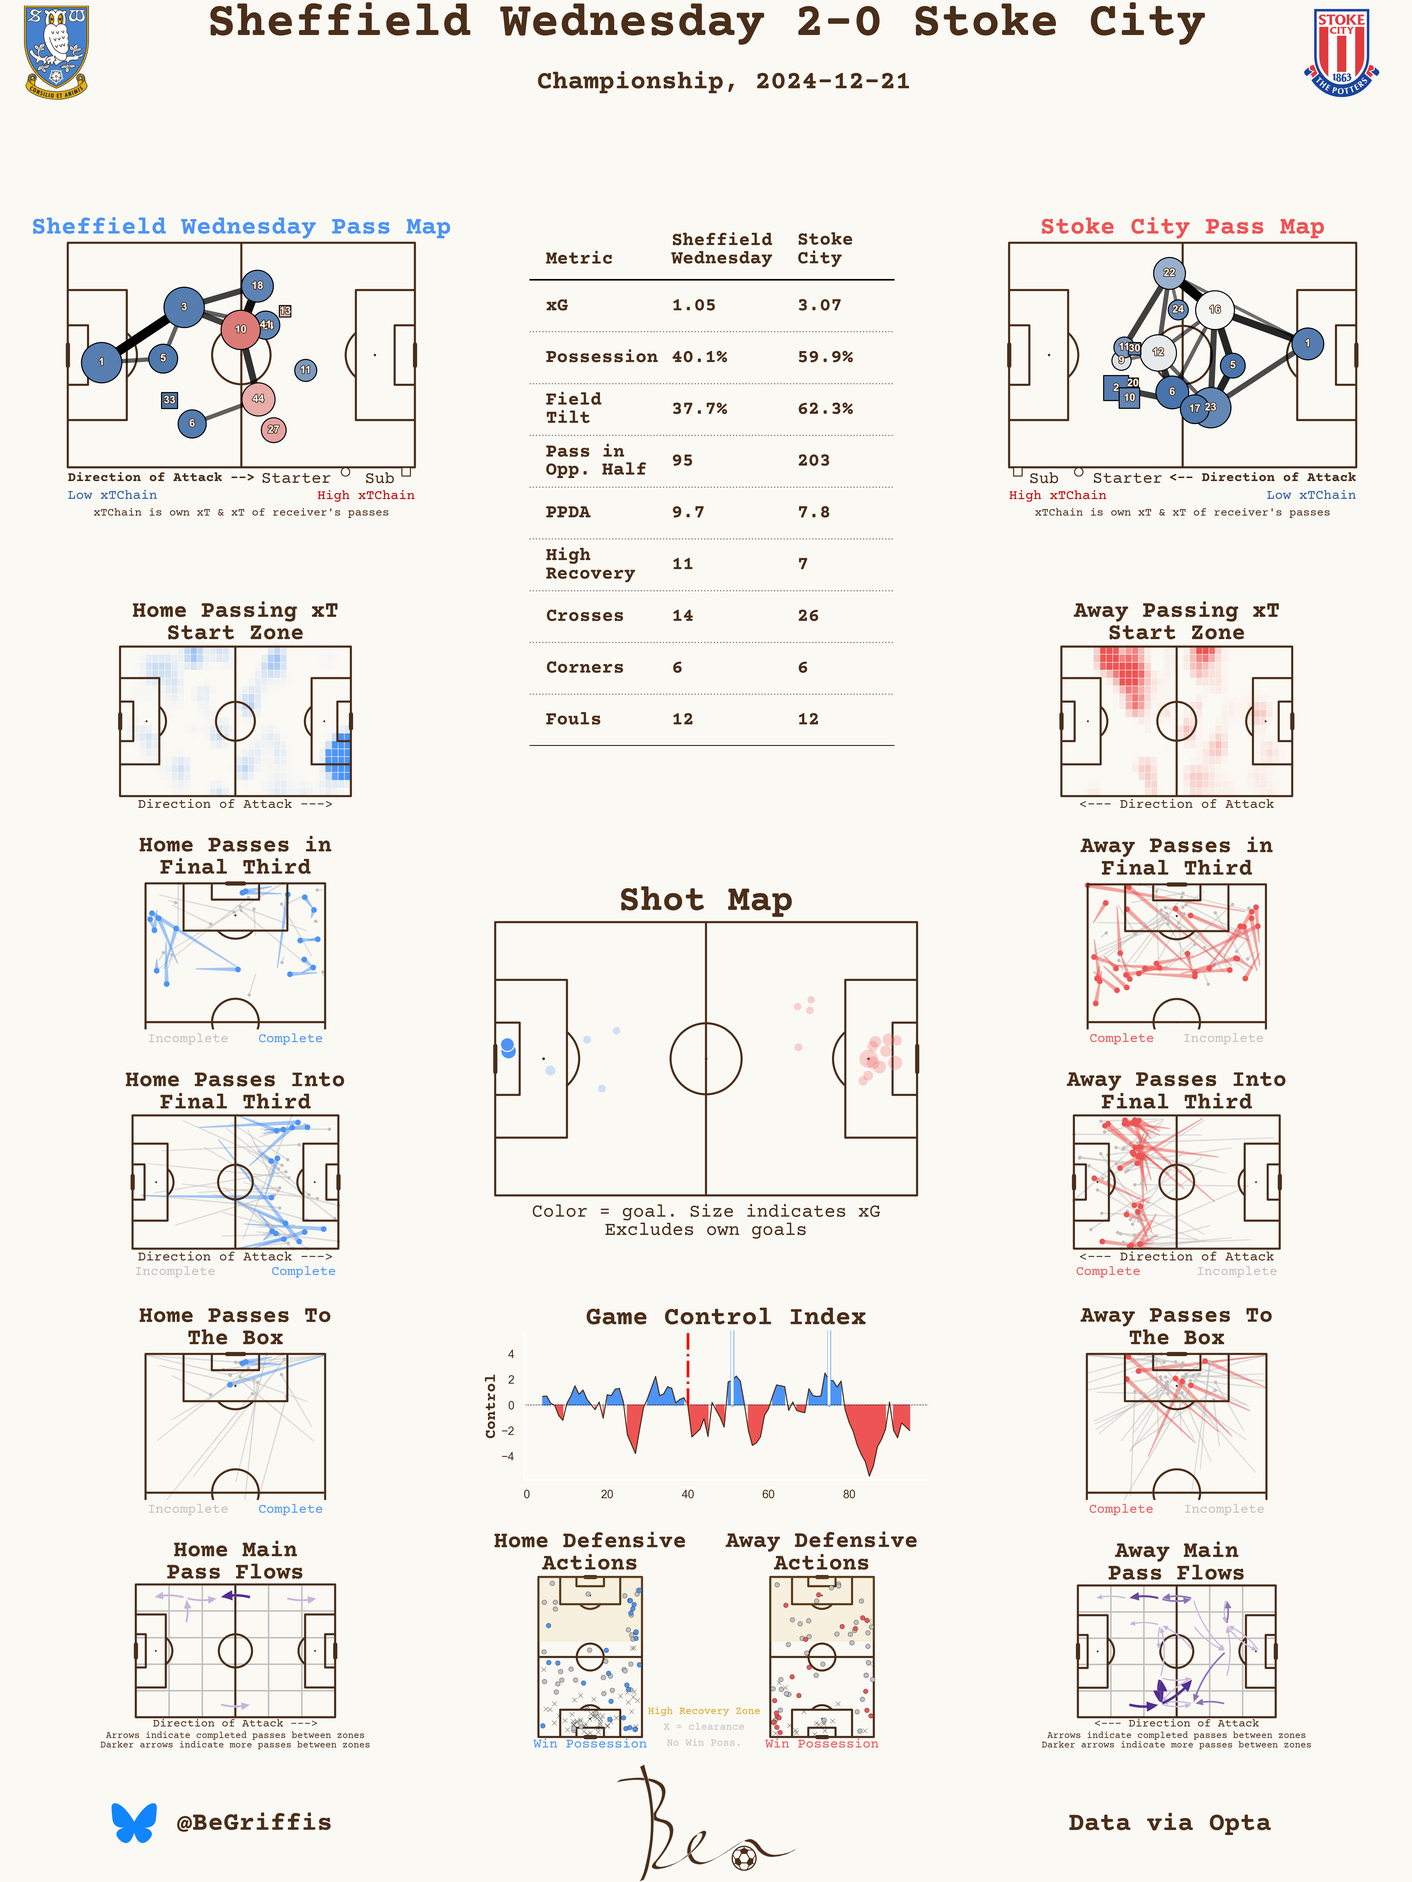 Sheffield Wednesday 2-0 Stoke City
Championship, 2024-12-21
S W
CONSILIO ET ANIMIS
STOKE
CITY
1863
THE POTTERS
Sheffield Wednesday Pass Map
1
3
5
33
6
18
10
13
11
44
27
Direction of Attack --> Starter Sub
Low xTChain High xTChain
xTChain is own xT & xT of receiver's passes
Metric Sheffield Wednesday Stoke City
xG 1.05 3.07
Possession 40.1% 59.9%
Field Tilt 37.7% 62.3%
Pass in Opp. Half 95 203
PPDA 9.7 7.8
High Recovery 11 7
Crosses 14 26
Corners 6 6
Fouls 12 12
Stoke City Pass Map
22
24
16
11
30
9
12
1
5
2
20
10
6
17
23
Sub Starter <-- Direction of Attack
High xTChain Low xTChain
xTChain is own xT & xT of receiver's passes
Home Passing xT
Start Zone
Direction of Attack --->
Away Passing xT
Start Zone
<--- Direction of Attack
Home Passes in
Final Third
Incomplete Complete
Away Passes in
Final Third
Complete Incomplete
Shot Map
Color = goal. Size indicates xG
Excludes own goals
Home Passes Into
Final Third
Direction of Attack --->
Incomplete Complete
Away Passes Into
Final Third
<--- Direction of Attack
Complete Incomplete
Home Passes To
The Box
Incomplete Complete
Game Control Index
Control
4
2
0
−2
−4
0 20 40 60 80
Away Passes To
The Box
Complete Incomplete
Home Main
Pass Flows
Direction of Attack --->
Arrows indicate completed passes between zones
Darker arrows indicate more passes between zones
Home Defensive
Actions
Win Possession
Away Defensive
Actions
Win Possession
High Recovery Zone
X = clearance
No Win Poss.
Away Main
Pass Flows
<--- Direction of Attack
Arrows indicate completed passes between zones
Darker arrows indicate more passes between zones
@BeGriffis
Ben
Data via Opta